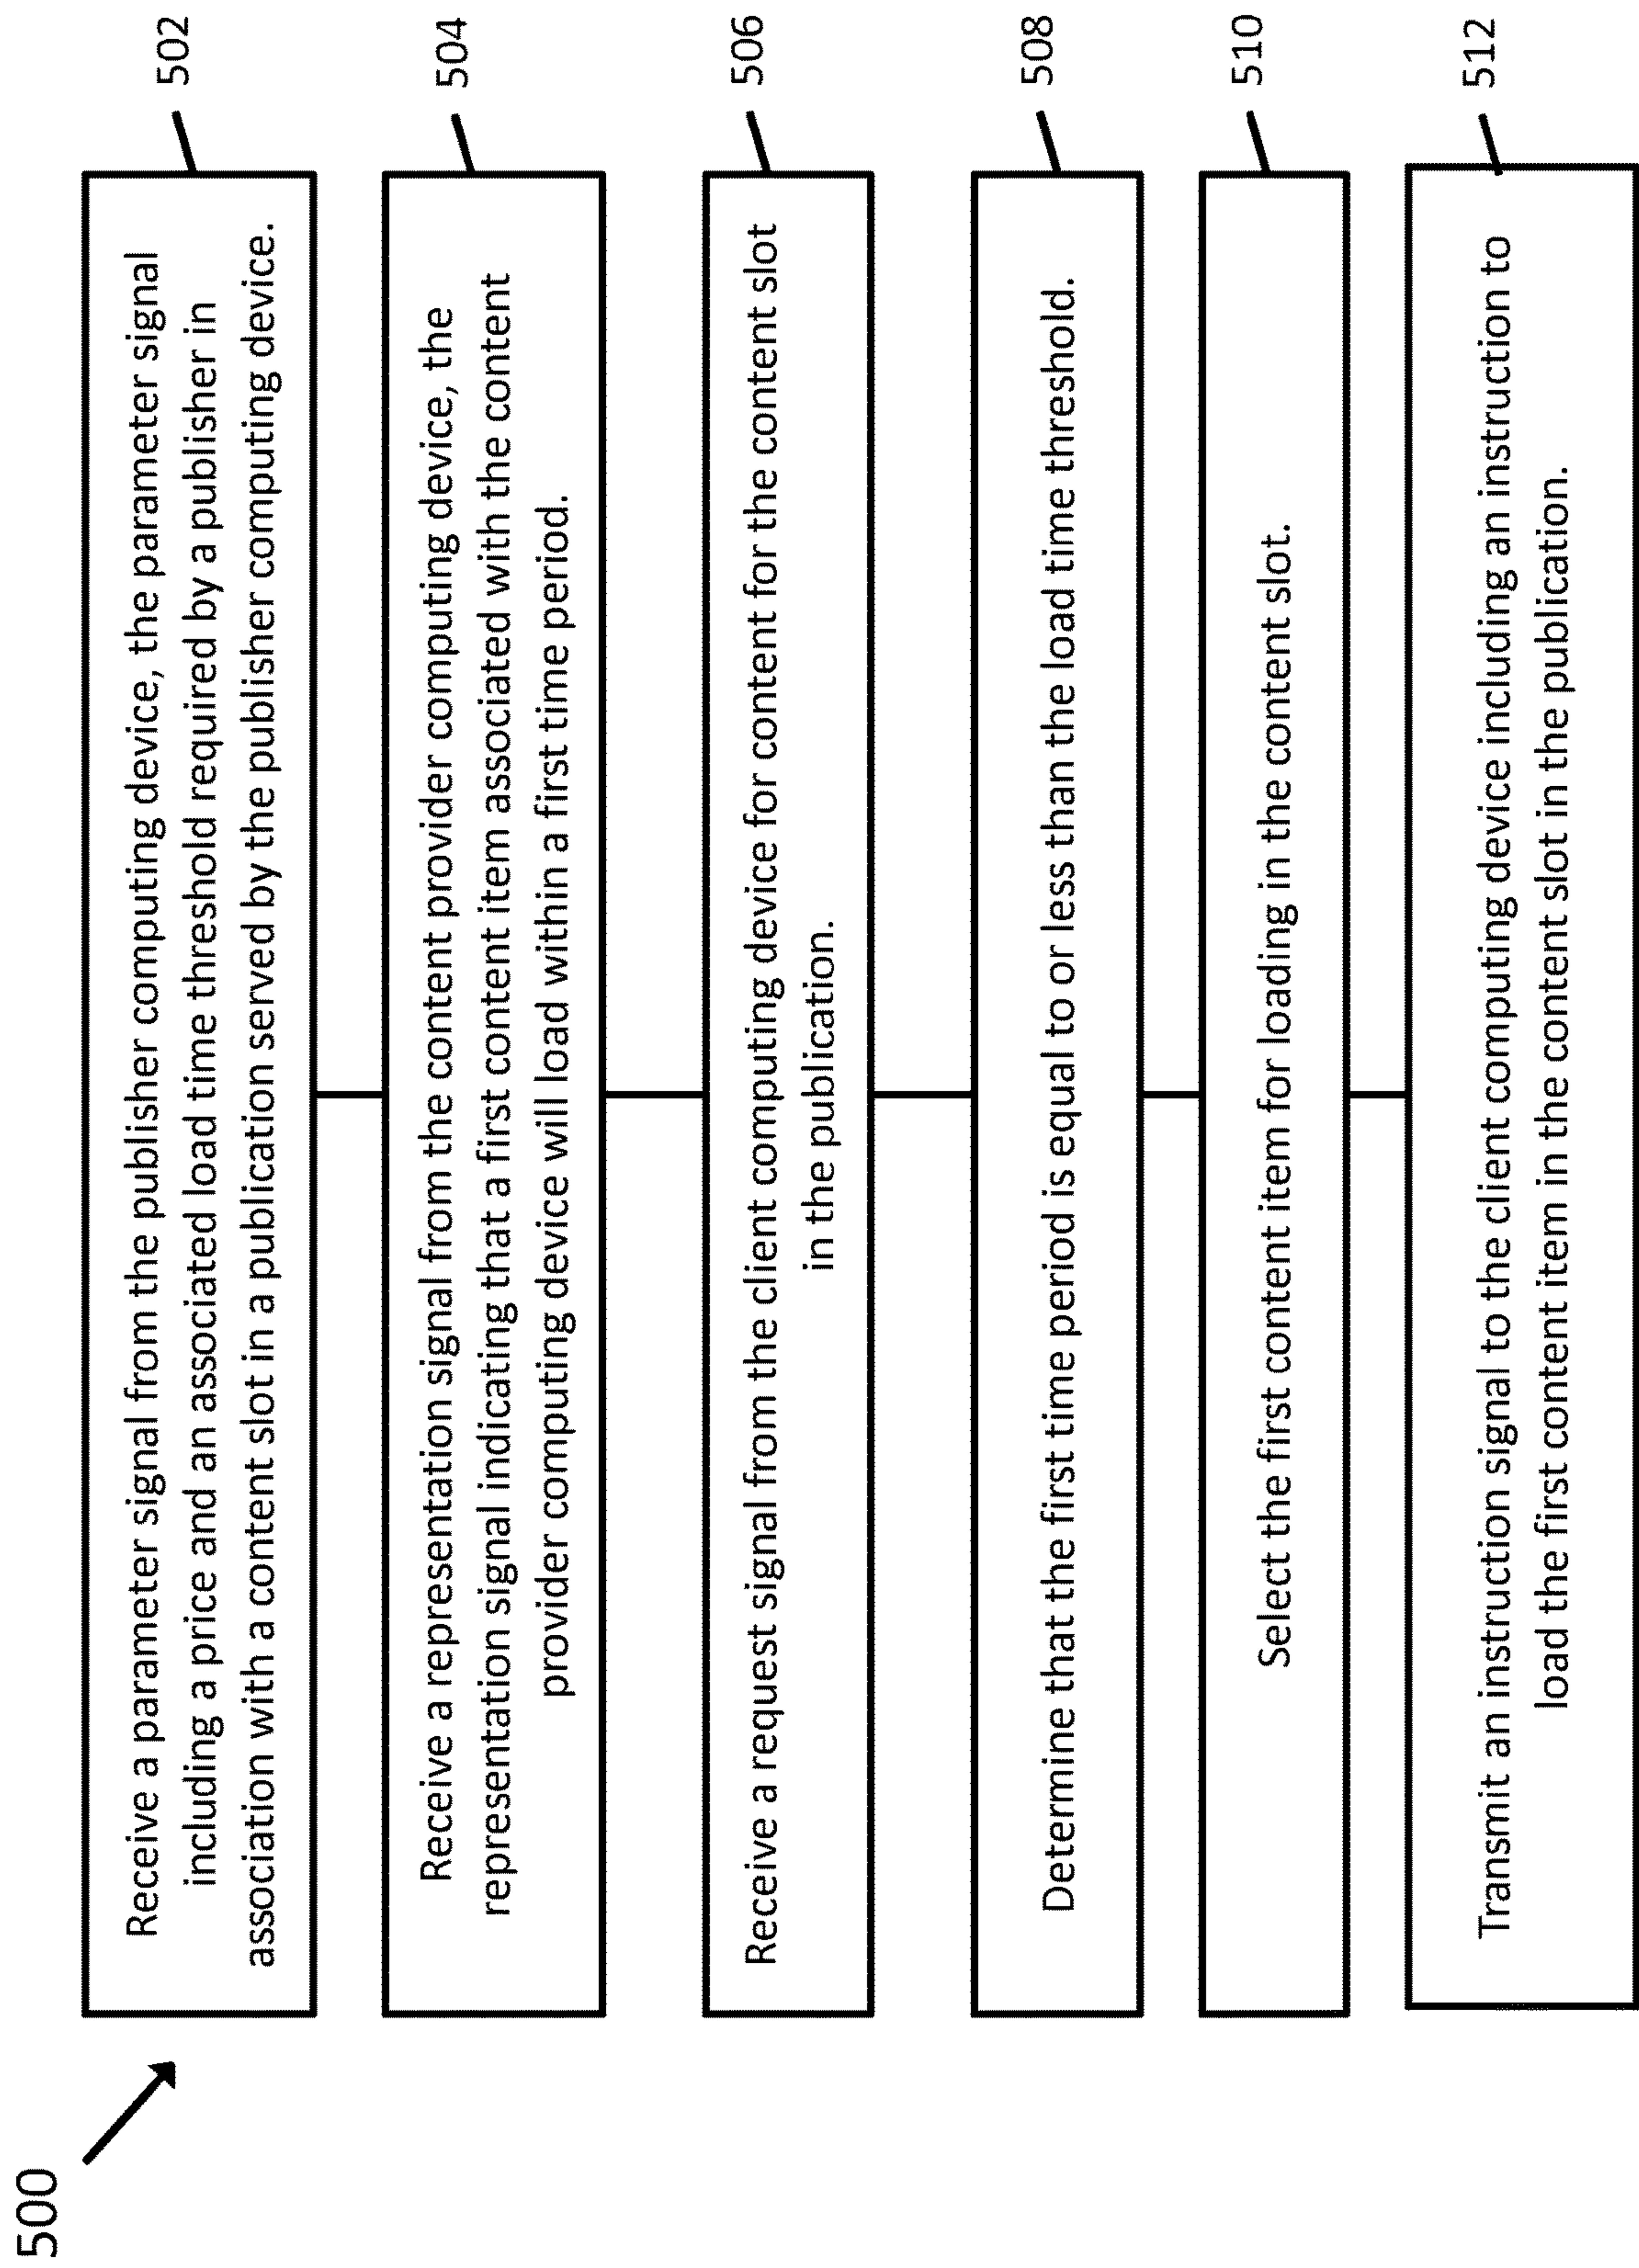 500
Receive a parameter signal from the publisher computing device, the parameter signal
including a price and an associated load time threshold required by a publisher in
association with a content slot in a publication served by the publisher computing device.
502
Receive a representation signal from the content provider computing device, the
representation signal indicating that a first content item associated with the content
provider computing device will load within a first time period.
504
Receive a request signal from the client computing device for content for the content slot
in the publication.
506
Determine that the first time period is equal to or less than the load time threshold.
508
Select the first content item for loading in the content slot.
510
Transmit an instruction signal to the client computing device including an instruction to
load the first content item in the content slot in the publication.
512